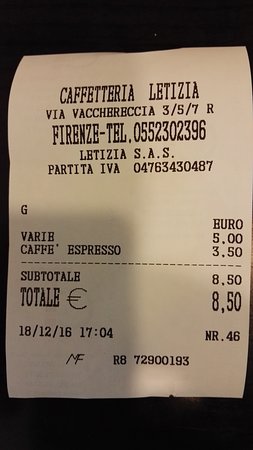 CAFFETTERIA LETIZIA
VIA VACCHERECCIA 3/5/7 R
FIRENZE-TEL.0552302396
LETIZIA S.A.S.
PARTITA IVA 04763430487
G
EURO
VARIE 5.00
CAFFE' ESPRESSO 3.50
SUBTOTALE 8.50
TOTALE € 8,50
18/12/16 17:04 NR.46
MF R8 72900193